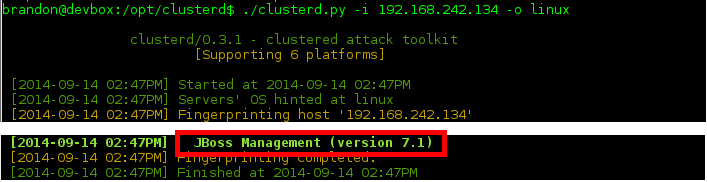 brandon@devbox:/opt/clusterd$ ./clusterd.py -i 192.168.242.134 -o linux
clusterd/0.3.1 - clustered attack toolkit
[Supporting 6 platforms]
[2014-09-14 02:47PM] Started at 2014-09-14 02:47PM
[2014-09-14 02:47PM] Servers' OS hinted at linux
[2014-09-14 02:47PM] Fingerprinting host '192.168.242.134'
[2014-09-14 02:47PM] JBoss Management (version 7.1)
[2014-09-14 02:47PM] Fingerprinting completed.
[2014-09-14 02:47PM] Finished at 2014-09-14 02:47PM